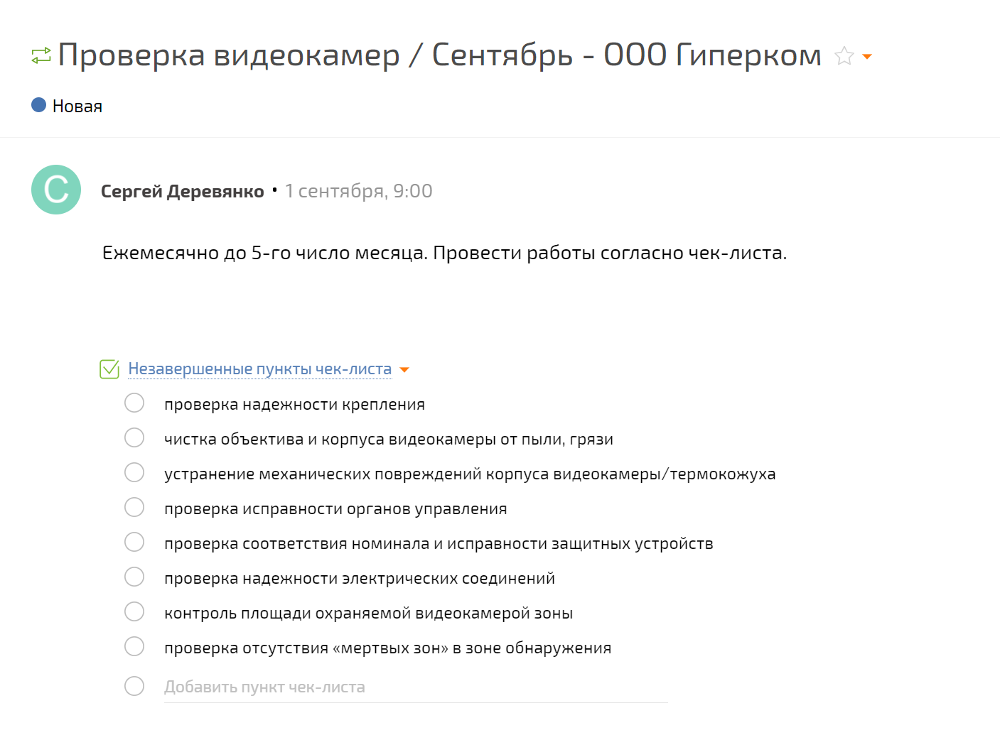 Проверка видеокамер / Сентябрь - ООО Гиперком
Новая
С
Сергей Деревянко • 1 сентября, 9:00
Ежемесячно до 5-го число месяца. Провести работы согласно чек-листа.
Незавершенные пункты чек-листа
проверка надежности крепления
чистка объектива и корпуса видеокамеры от пыли, грязи
устранение механических повреждений корпуса видеокамеры/термокожуха
проверка исправности органов управления
проверка соответствия номинала и исправности защитных устройств
проверка надежности электрических соединений
контроль площади охраняемой видеокамерой зоны
проверка отсутствия «мертвых зон» в зоне обнаружения
Добавить пункт чек-листа